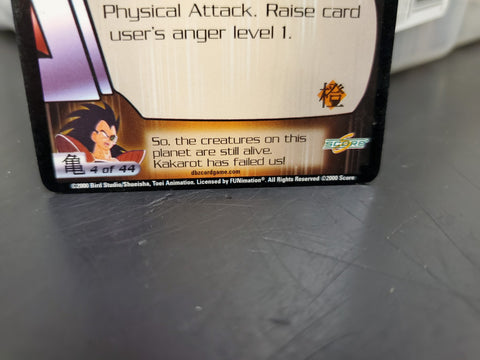 Physical Attack. Raise card
user's anger level 1.
橙
So, the creatures on this
planet are still alive.
Kakarot has failed us!
SCORE
亀 4 of 44
dbzcardgame.com
©2000 Bird Studio/Shueisha, Toei Animation. Licensed by FUNimation®. All Rights Reserved ©2000 Score